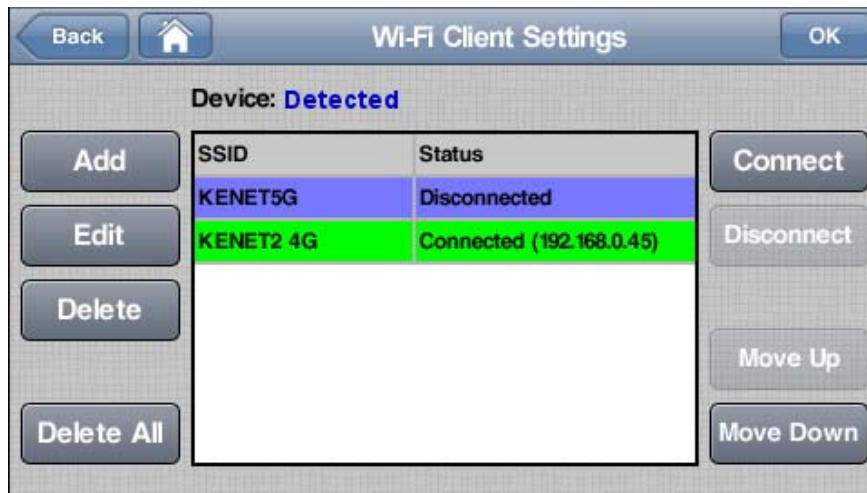 Back
Wi-Fi Client Settings
OK
Device: Detected
Add
Edit
Delete
Delete All
SSID Status
KENET5G Disconnected
KENET2 4G Connected (192.168.0.45)
Connect
Disconnect
Move Up
Move Down